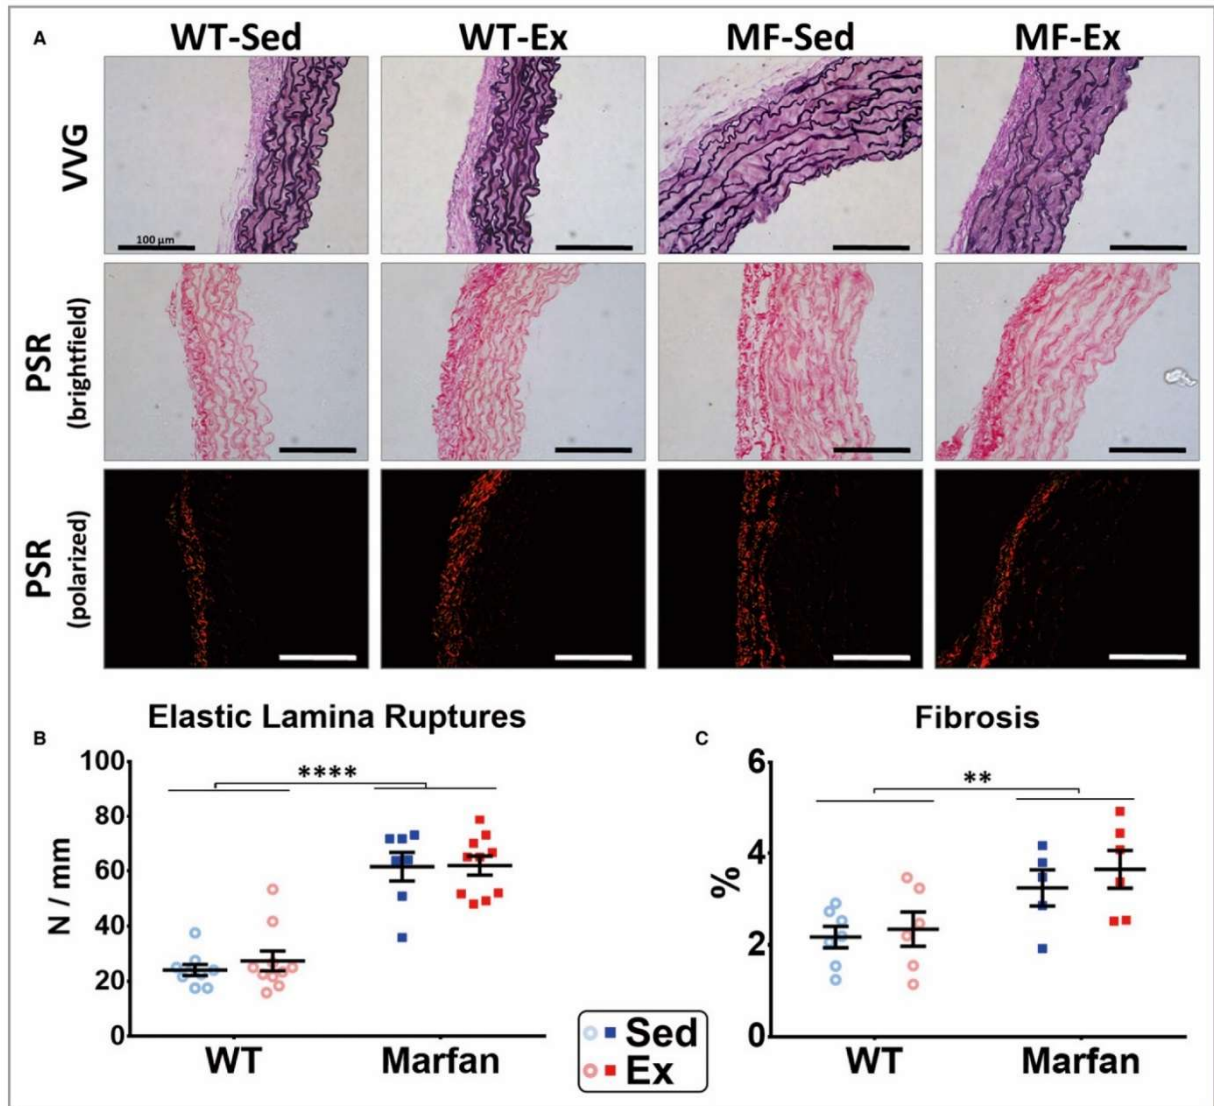 A
WT-Sed WT-Ex MF-Sed MF-Ex
VVG
100 μm
PSR
(brightfield)
PSR
(polarized)
B
Elastic Lamina Ruptures
N / mm
100
80
60
40
20
0
****
WT Marfan
C
Fibrosis
%
6
4
2
0
**
WT Marfan
Sed
Ex